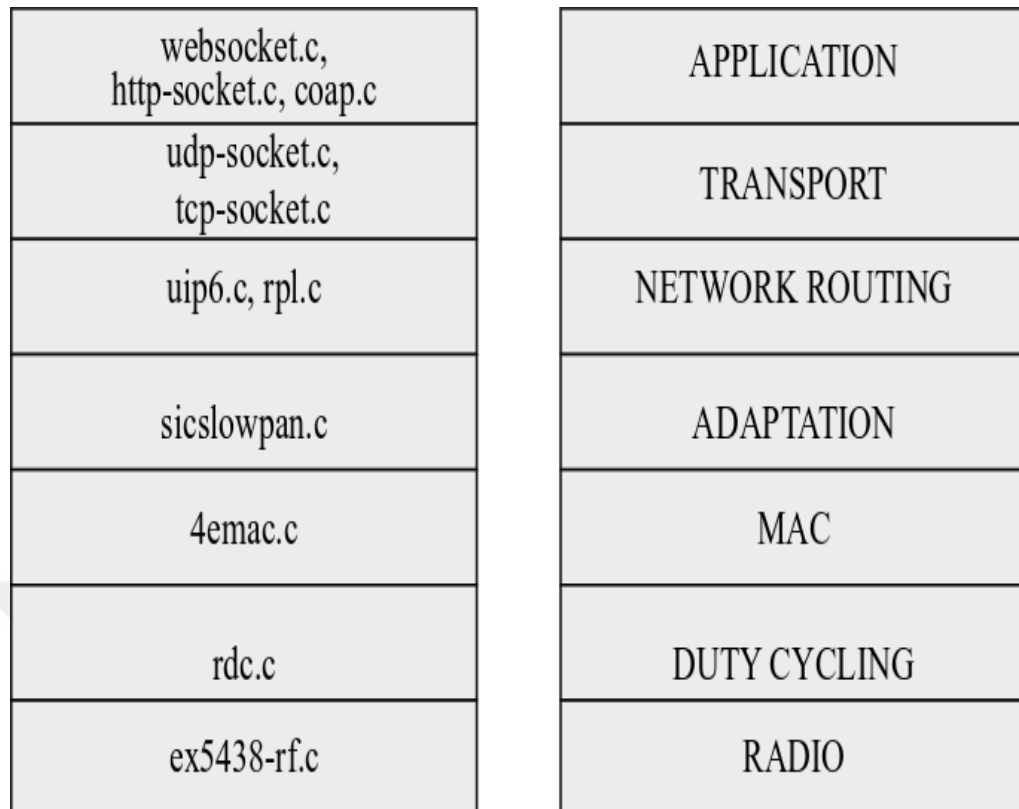 websocket.c,
http-socket.c, coap.c
APPLICATION
udp-socket.c,
tcp-socket.c
TRANSPORT
uip6.c, rpl.c
NETWORK ROUTING
sicslowpan.c
ADAPTATION
4emac.c
MAC
rdc.c
DUTY CYCLING
ex5438-rf.c
RADIO